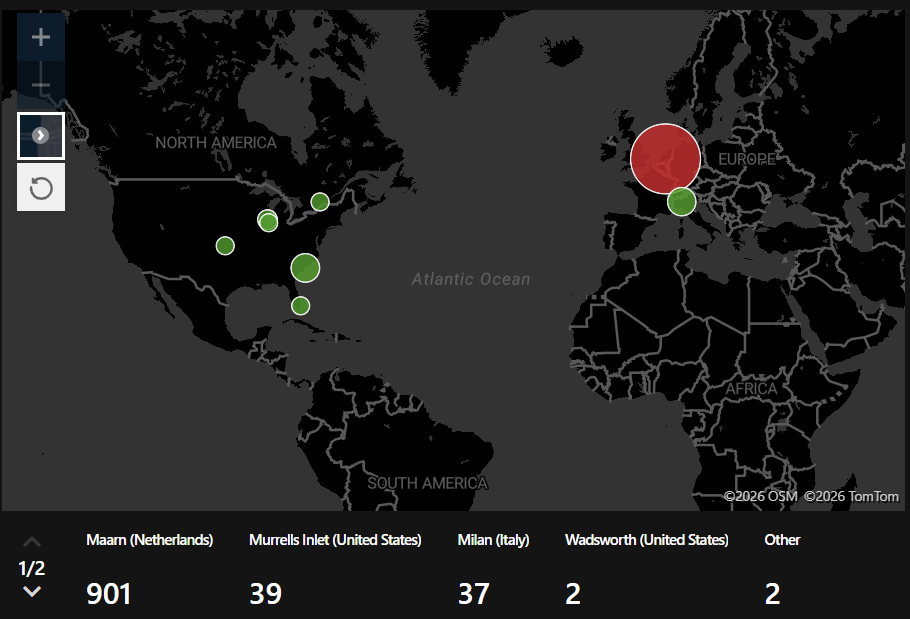 NORTH AMERICA
EUROPE
Atlantic Ocean
AFRICA
SOUTH AMERICA
©2026 OSM ©2026 TomTom
1/2
Maarn (Netherlands) Murrells Inlet (United States) Milan (Italy) Wadsworth (United States) Other
901 39 37 2 2